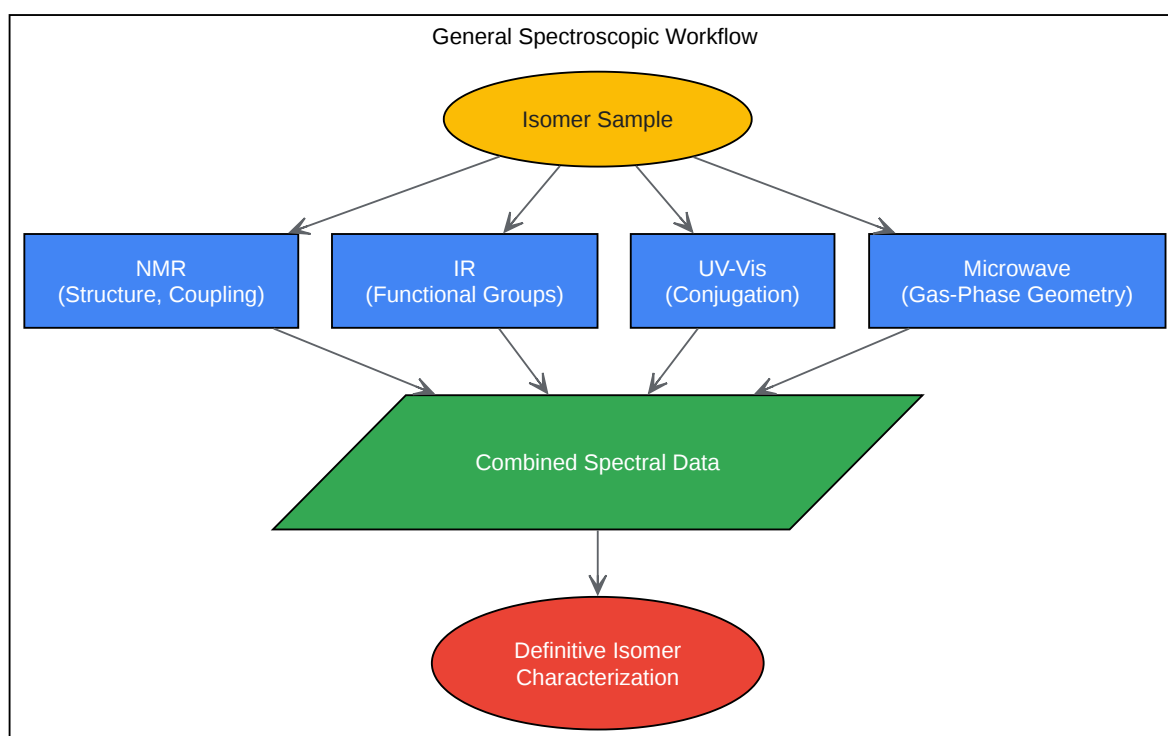 General Spectroscopic Workflow
Isomer Sample
NMR
(Structure, Coupling)
IR
(Functional Groups)
UV-Vis
(Conjugation)
Microwave
(Gas-Phase Geometry)
Combined Spectral Data
Definitive Isomer
Characterization